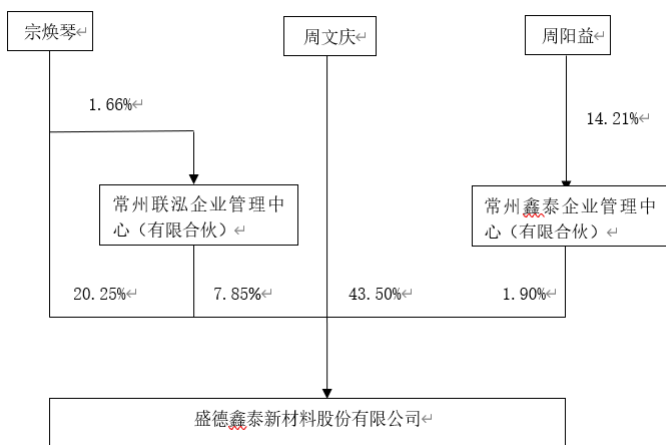 宗焕琴
周文庆
周阳益
1.66%
14.21%
常州联泓企业管理中
心（有限合伙）
常州鑫泰企业管理中
心（有限合伙）
20.25%
7.85%
43.50%
1.90%
盛德鑫泰新材料股份有限公司